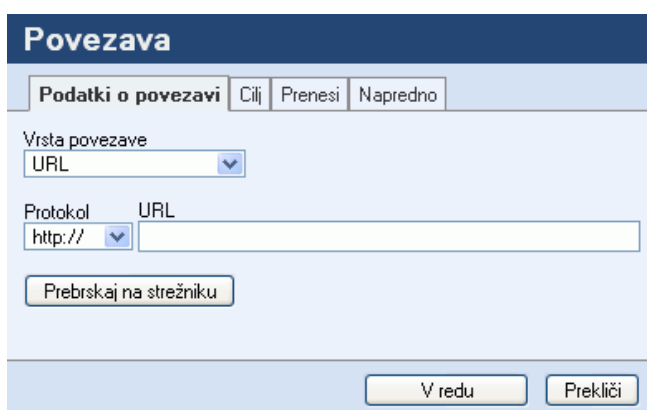 Povezava
Podatki o povezavi Cilj Prenesi Napredno
Vrsta povezave
URL
Protokol URL
http://
Prebrskaj na strežniku
V redu Prekliči